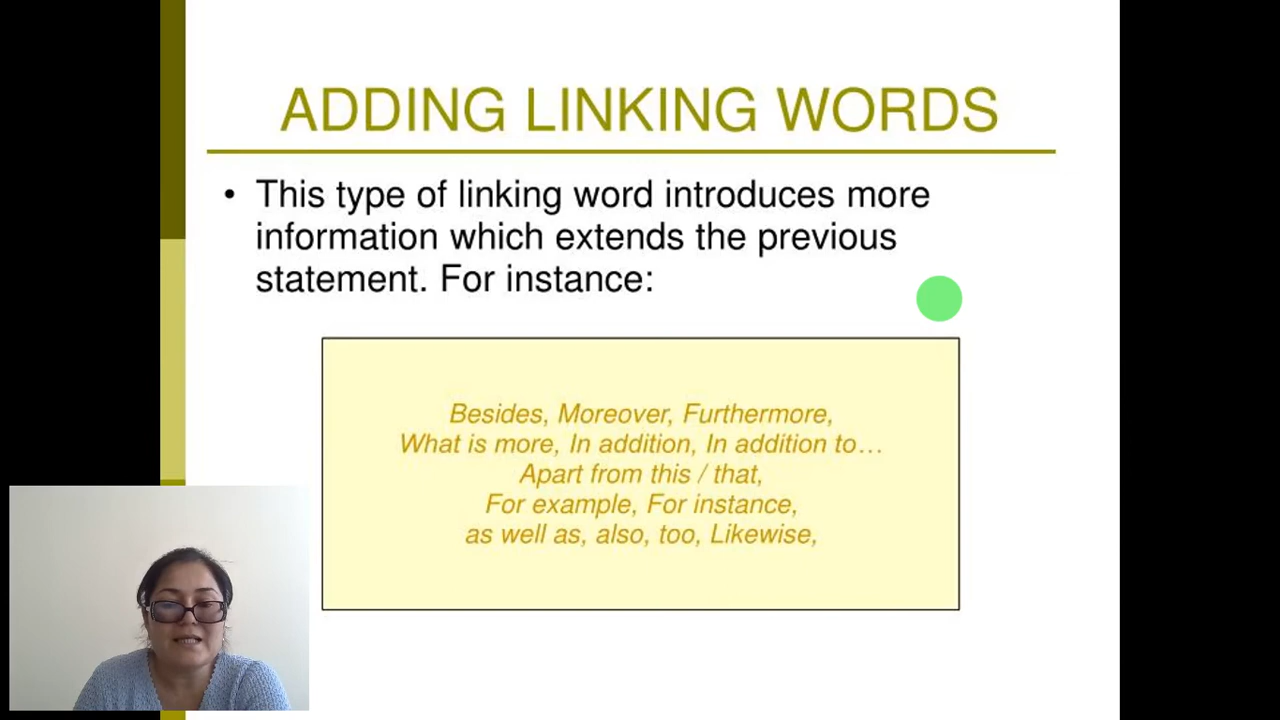 ADDING LINKING WORDS
• This type of linking word introduces more
information which extends the previous
statement. For instance:
Besides, Moreover, Furthermore,
What is more, In addition, In addition to…
Apart from this / that,
For example, For instance,
as well as, also, too, Likewise,